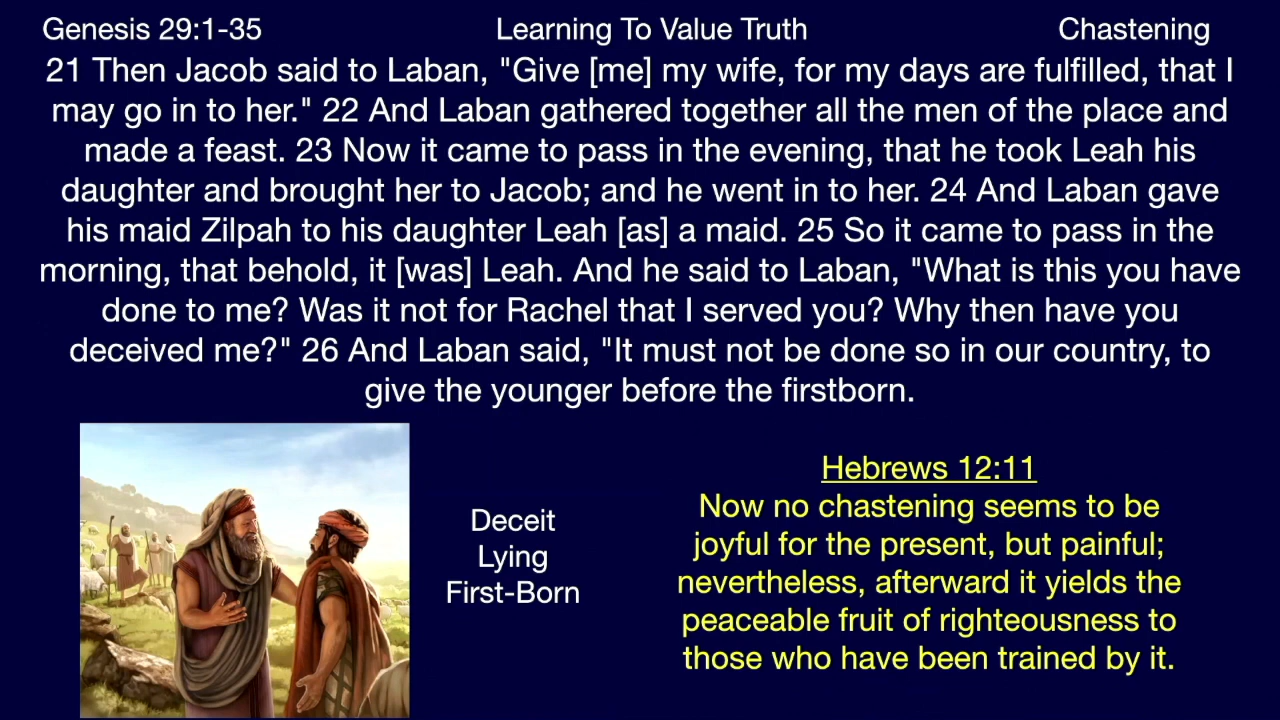 Genesis 29:1-35 Learning To Value Truth Chastening
21 Then Jacob said to Laban, "Give [me] my wife, for my days are fulfilled, that I
may go in to her." 22 And Laban gathered together all the men of the place and
made a feast. 23 Now it came to pass in the evening, that he took Leah his
daughter and brought her to Jacob; and he went in to her. 24 And Laban gave
his maid Zilpah to his daughter Leah [as] a maid. 25 So it came to pass in the
morning, that behold, it [was] Leah. And he said to Laban, "What is this you have
done to me? Was it not for Rachel that I served you? Why then have you
deceived me?" 26 And Laban said, "It must not be done so in our country, to
give the younger before the firstborn.
Deceit
Lying
First-Born
Hebrews 12:11
Now no chastening seems to be
joyful for the present, but painful;
nevertheless, afterward it yields the
peaceable fruit of righteousness to
those who have been trained by it.